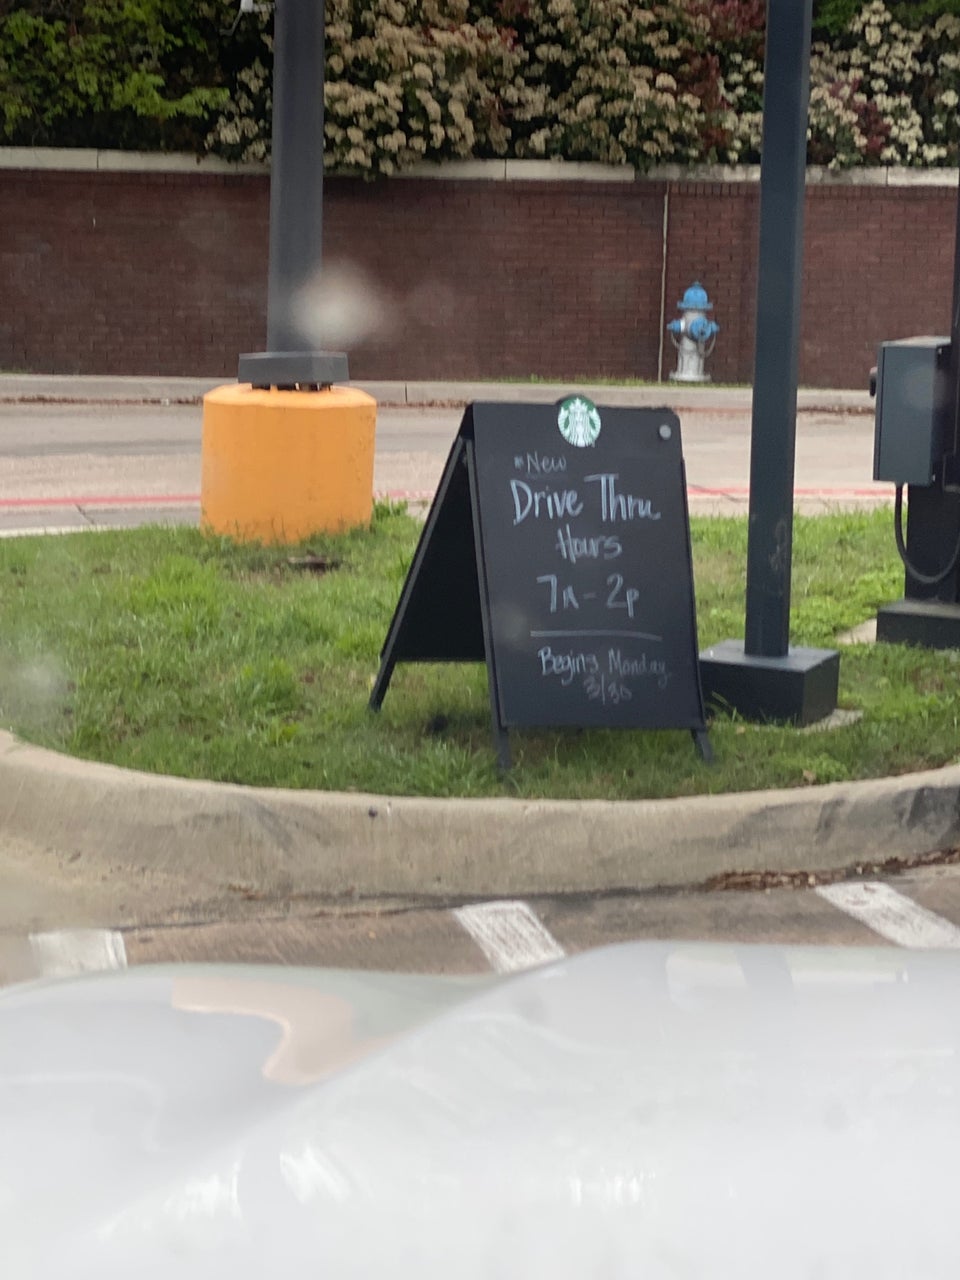 *New
Drive Thru
Hours
7A - 2p
Begins Monday
3/30